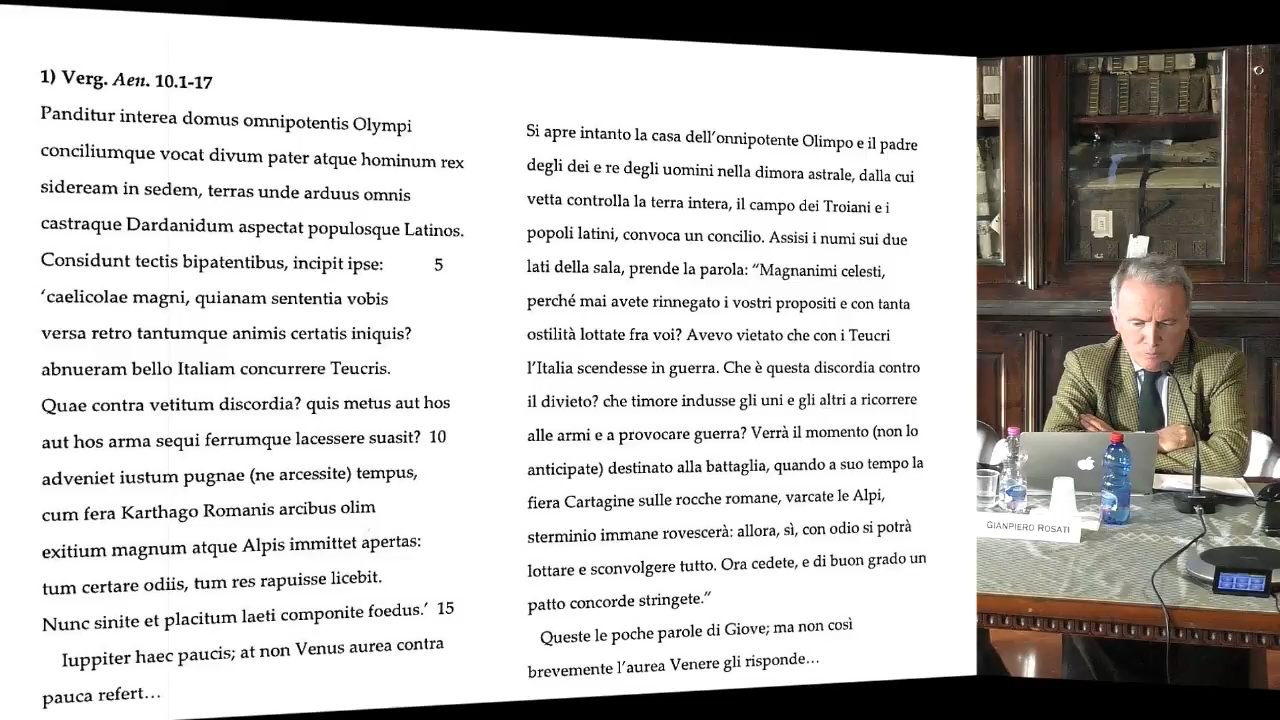 1) Verg. Aen. 10.1-17
Panditur interea domus omnipotentis Olympi
conciliumque vocat divum pater atque hominum rex
sideream in sedem, terras unde arduus omnis
castraque Dardanidum aspectat populosque Latinos.
Considunt tectis bipatentibus, incipit ipse: 5
‘caelicolae magni, quianam sententia vobis
versa retro tantumque animis certatis iniquis?
abnueram bello Italiam concurrere Teucris.
Quae contra vetitum discordia? quis metus aut hos
aut hos arma sequi ferrumque lacessere suasit? 10
adveniet iustum pugnae (ne arcessite) tempus,
cum fera Karthago Romanis arcibus olim
exitium magnum atque Alpis immittet apertas:
tum certare odiis, tum res rapuisse licebit.
Nunc sinite et placitum laeti componite foedus.’ 15
Iuppiter haec paucis; at non Venus aurea contra
pauca refert…
Si apre intanto la casa dell’onnipotente Olimpo e il padre
degli dei e re degli uomini nella dimora astrale, dalla cui
vetta controlla la terra intera, il campo dei Troiani e i
popoli latini, convoca un concilio. Assisi i numi sui due
lati della sala, prende la parola: “Magnanimi celesti,
perché mai avete rinnegato i vostri propositi e con tanta
ostilità lottate fra voi? Avevo vietato che con i Teucri
l’Italia scendesse in guerra. Che è questa discordia contro
il divieto? che timore indusse gli uni e gli altri a ricorrere
alle armi e a provocare guerra? Verrà il momento (non lo
anticipate) destinato alla battaglia, quando a suo tempo la
fiera Cartagine sulle rocche romane, varcate le Alpi,
sterminio immane rovescerà: allora, sì, con odio si potrà
lottare e sconvolgere tutto. Ora cedete, e di buon grado un
patto concorde stringete.”
Queste le poche parole di Giove; ma non così
brevemente l’aurea Venere gli risponde…
GIANPIERO ROSATI